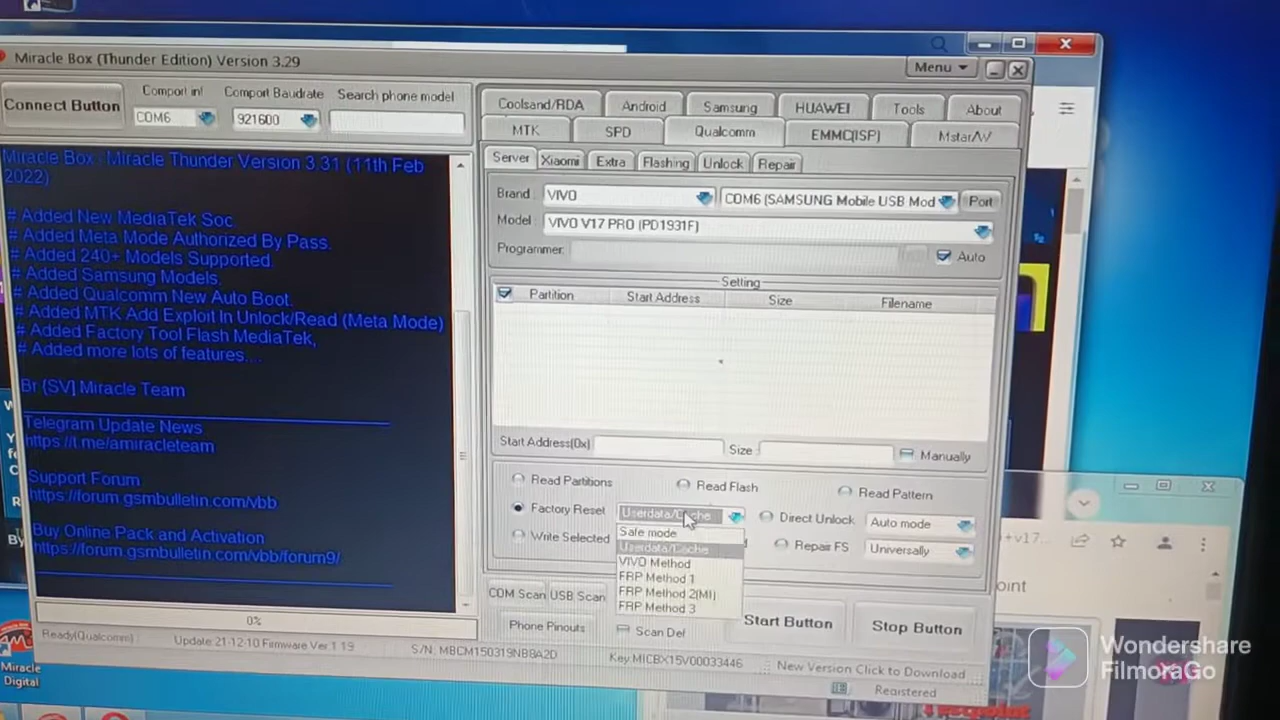 Miracle Box (Thunder Edition) Version 3.29
Menu
Connect Button
Comport inf
Comport Baudrate
Search phone model
COM6
921600
Coolsand/RDA
Android
Samsung
HUAWEI
Tools
About
MTK
SPD
Qualcomm
EMMC(ISP)
Mstar/W
Server
Xiaomi
Extra
Flashing
Unlock
Repair
Brand
VIVO
COM6 (SAMSUNG Mobile USB Mod
Port
Model
VIVO V17 PRO (PD1931F)
Programmer:
Auto
Setting
Partition
Start Address
Size
Filename
Miracle Box - Miracle Thunder Version 3.31 (11th Feb
2022)
# Added New MediaTek Soc.
# Added Meta Mode Authorized By Pass.
# Added 240+ Models Supported.
# Added Samsung Models.
# Added Qualcomm New Auto Boot.
# Added MTK Add Exploit In Unlock/Read (Meta Mode)
# Added Factory Tool Flash MediaTek,
# Added more lots of features....
Br [SV] Miracle Team
Telegram Update News
https://t.me/amiracleteam
Support Forum
https://forum.gsmbulletin.com/vbb
Buy Online Pack and Activation
https://forum.gsmbulletin.com/vbb/forum9/
Start Address(0x)
Size :
Manually
Read Partitions
Read Flash
Read Pattern
Factory Reset
Userdata/Cache
Direct Unlock
Auto mode
Write Selected
Repair FS
Universally
Safe mode
Userdata/Cache
VIVO Method
FRP Method 1
FRP Method 2(MI)
FRP Method 3
COM Scan
USB Scan
Start Button
Stop Button
Phone Pinouts
Scan Del
0%
Ready(Qualcomm)
Update:21-12-10 Firmware Ver:1.19
S/N: MBCM150319NB8A2D
Key:MICBX15V00033446
New Version Click to Download
Registered
+v17...
oint
Miracle
Digital
Wondershare
FilmoraGo